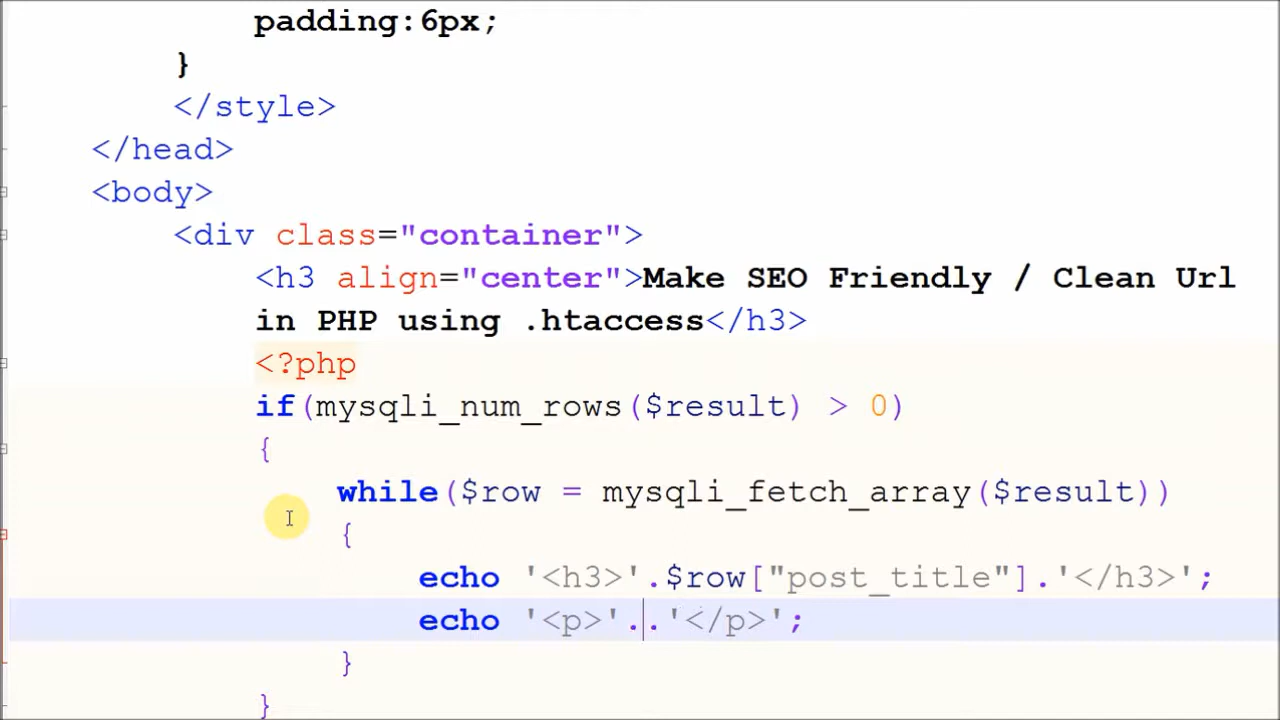 padding:6px;
}
</style>
</head>
<body>
<div class="container">
<h3 align="center">Make SEO Friendly / Clean Url
in PHP using .htaccess</h3>
<?php
if(mysqli_num_rows($result) > 0)
{
while($row = mysqli_fetch_array($result))
{
echo '<h3>'.$row["post_title"].'</h3>';
echo '<p>'..'</p>';
}
}